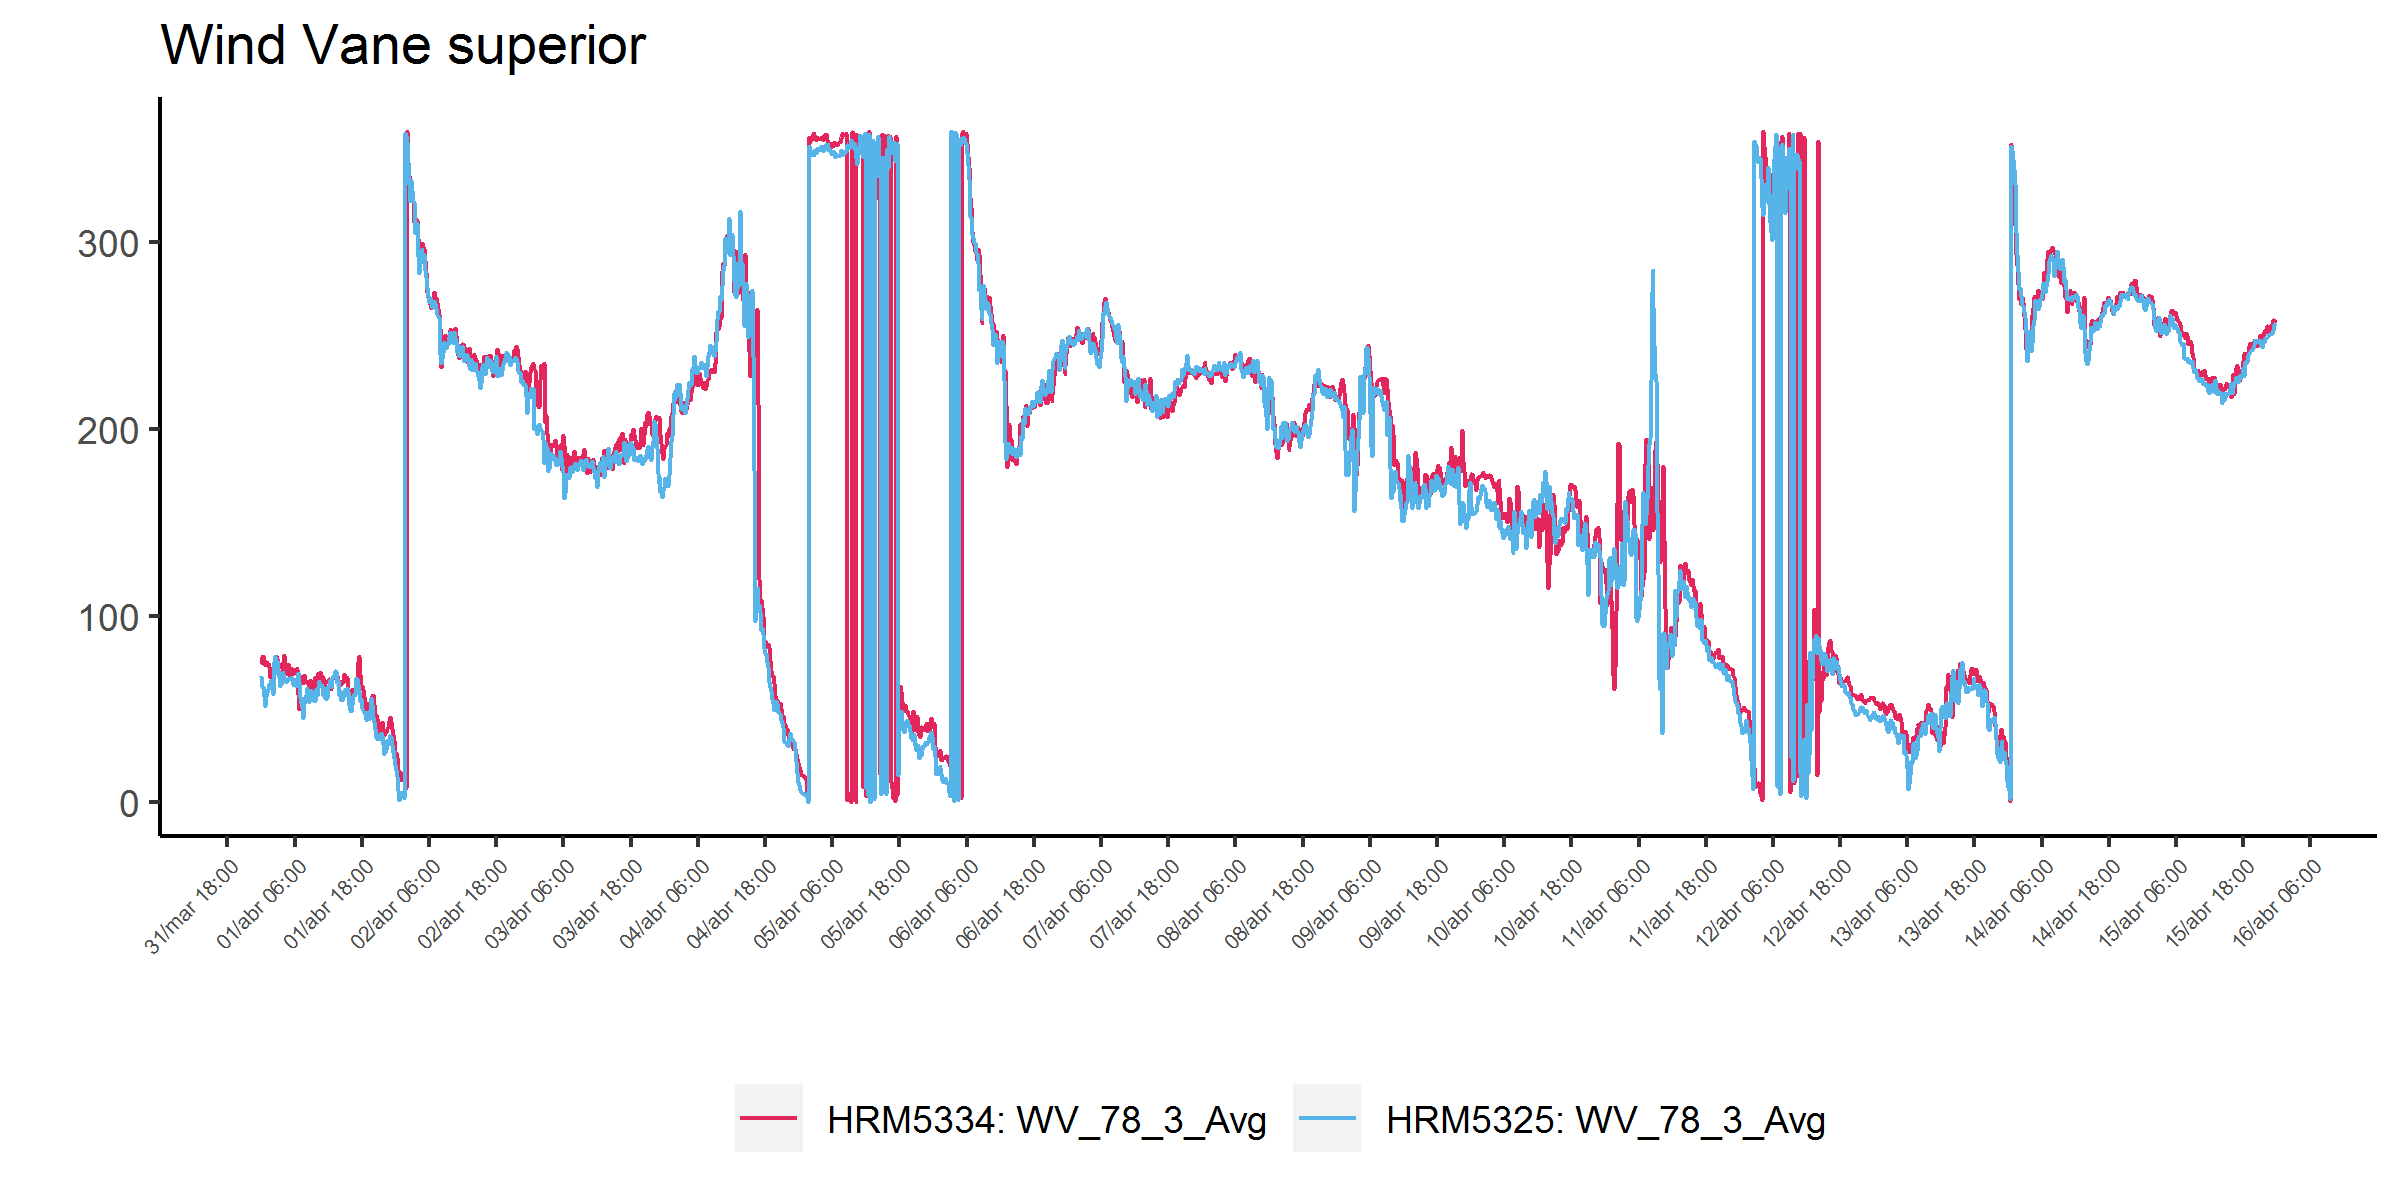 Wind Vane superior
300
200
100
0
31/mar 18:00
01/abr 06:00
01/abr 18:00
02/abr 06:00
02/abr 18:00
03/abr 06:00
03/abr 18:00
04/abr 06:00
04/abr 18:00
05/abr 06:00
05/abr 18:00
06/abr 06:00
06/abr 18:00
07/abr 06:00
07/abr 18:00
08/abr 06:00
08/abr 18:00
09/abr 06:00
09/abr 18:00
10/abr 06:00
10/abr 18:00
11/abr 06:00
11/abr 18:00
12/abr 06:00
12/abr 18:00
13/abr 06:00
13/abr 18:00
14/abr 06:00
14/abr 18:00
15/abr 06:00
15/abr 18:00
16/abr 06:00
HRM5334: WV_78_3_Avg
HRM5325: WV_78_3_Avg